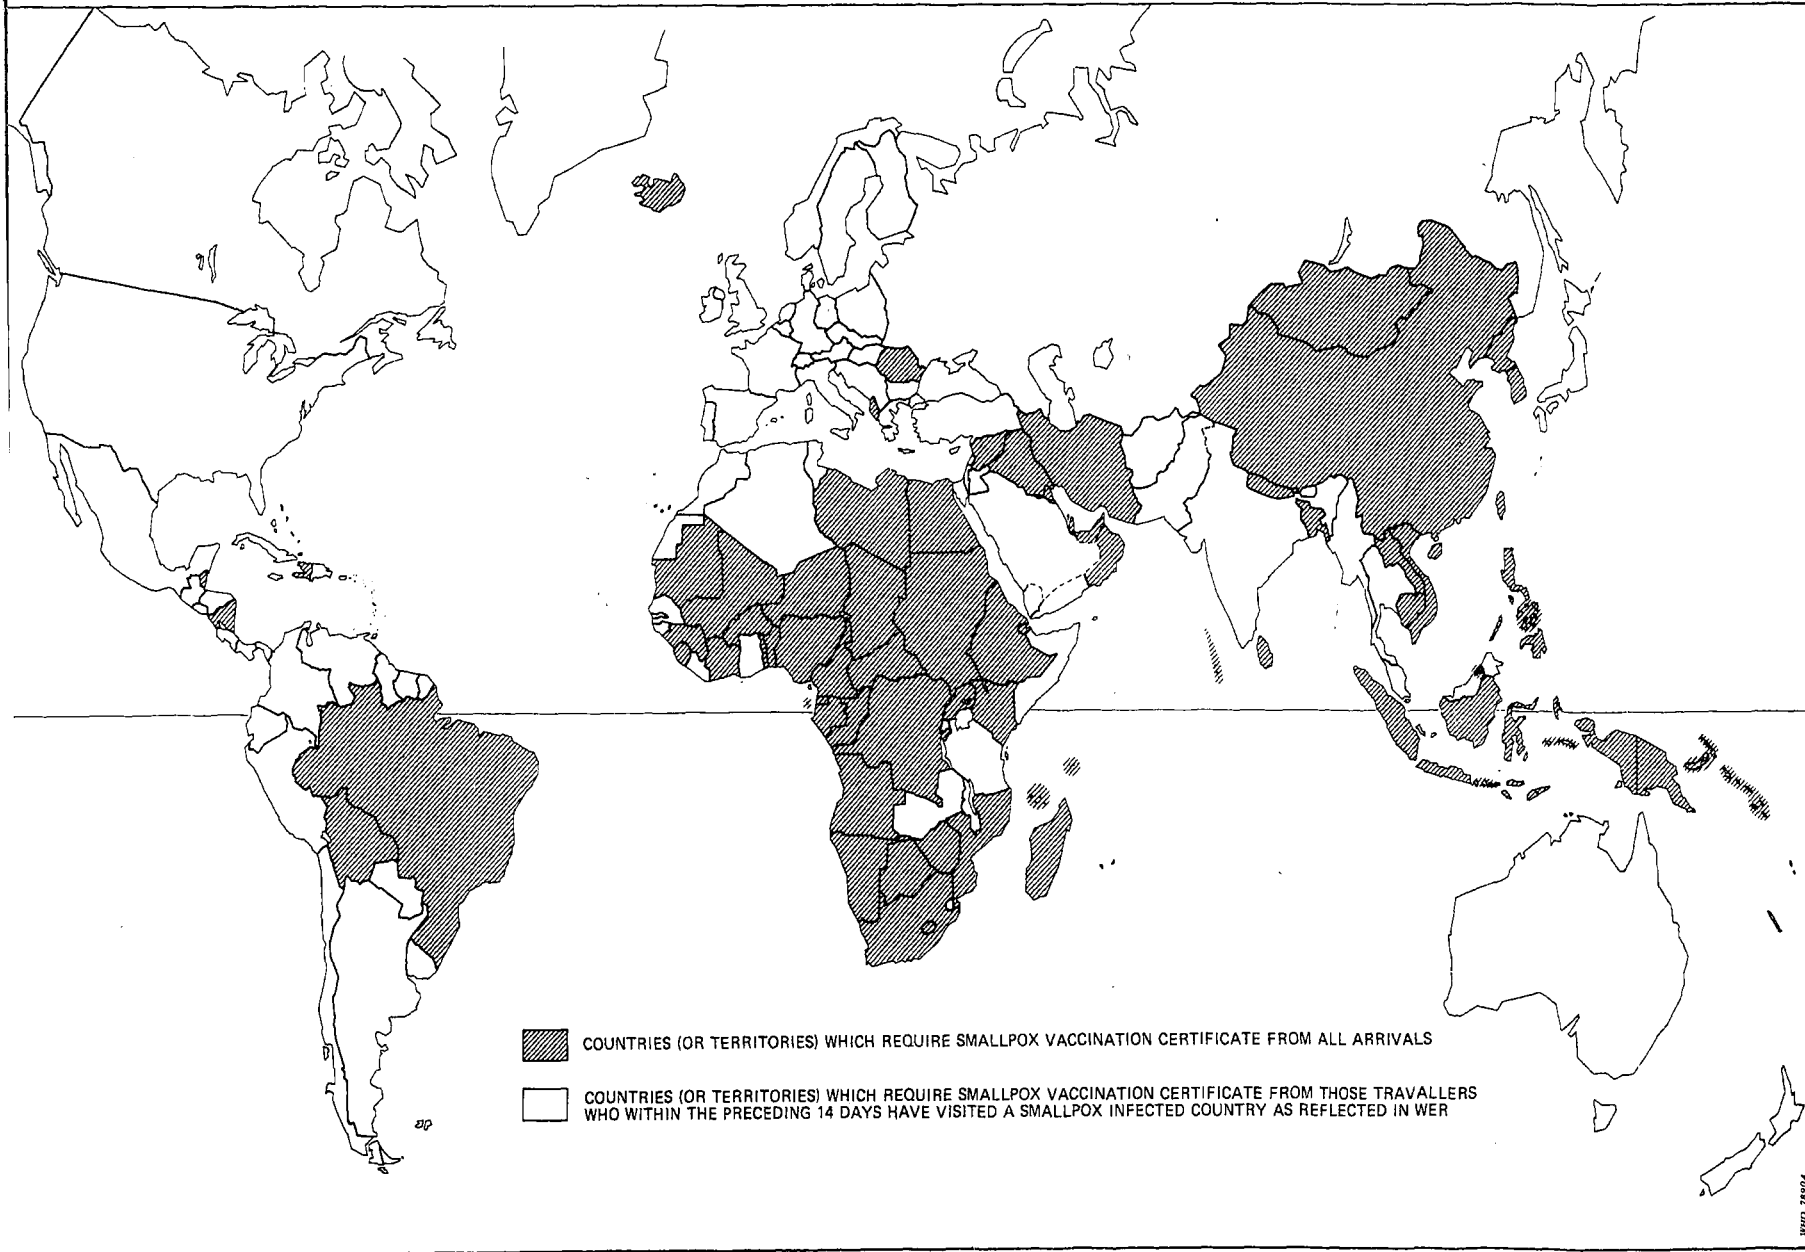 COUNTRIES (OR TERRITORIES) WHICH REQUIRE SMALLPOX VACCINATION CERTIFICATE FROM ALL ARRIVALS
COUNTRIES (OR TERRITORIES) WHICH REQUIRE SMALLPOX VACCINATION CERTIFICATE FROM THOSE TRAVALLERS
WHO WITHIN THE PRECEDING 14 DAYS HAVE VISITED A SMALLPOX INFECTED COUNTRY AS REFLECTED IN WER